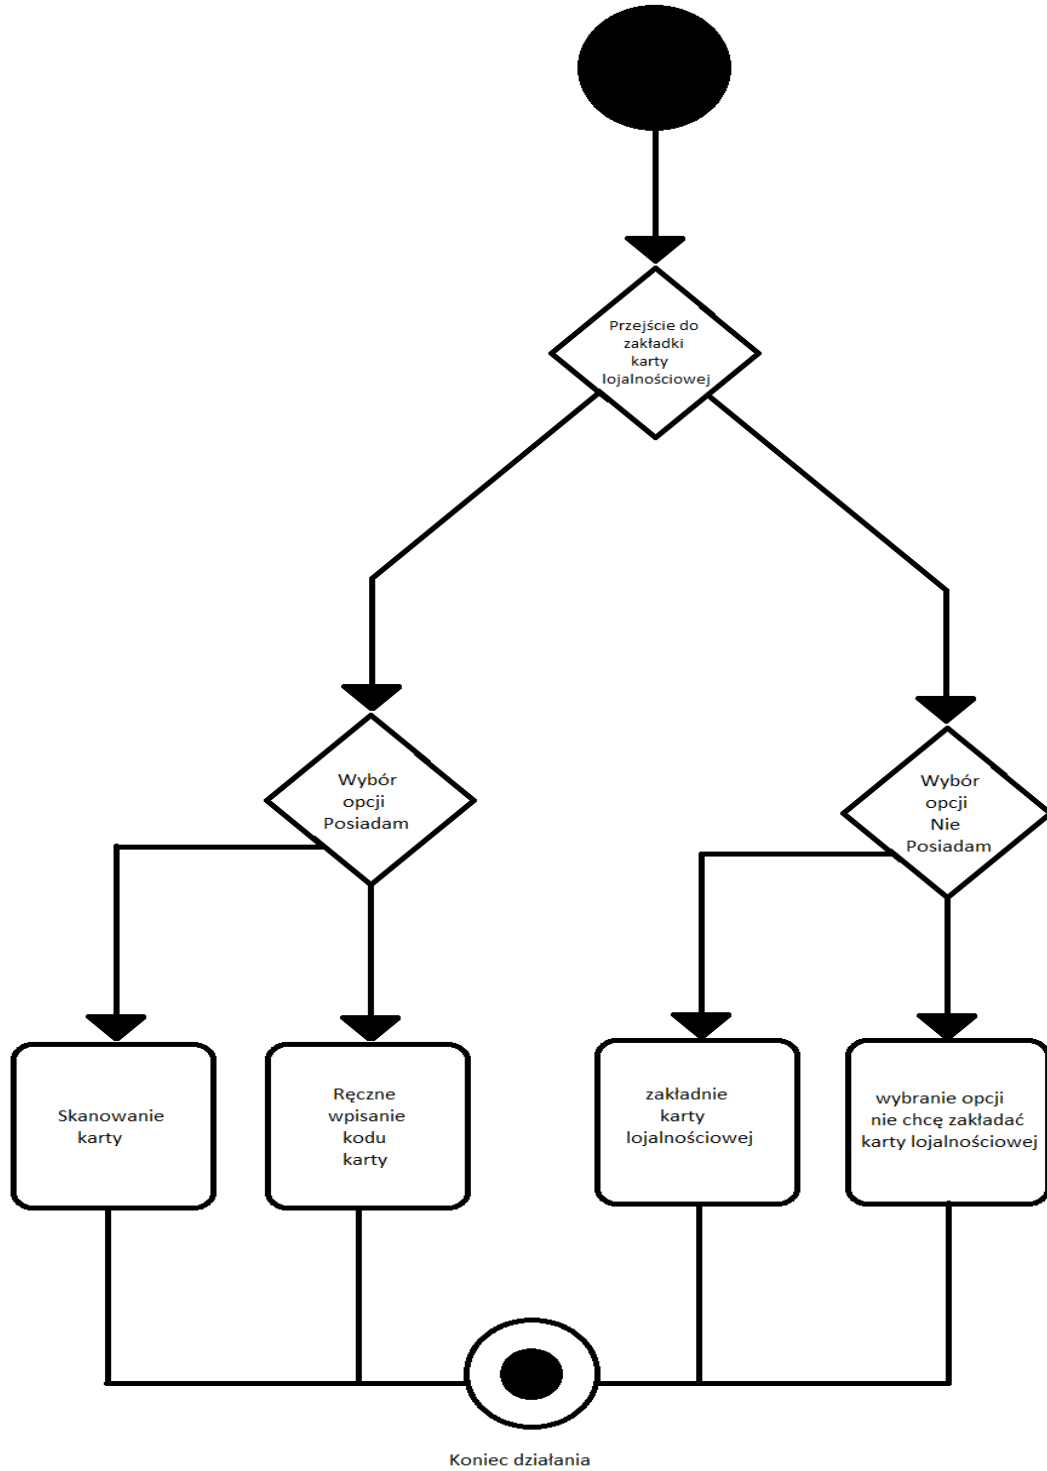 Przejście do
zakładki
karty
lojalnościowej
Wybór
opcji
Posiadam
Wybór
opcji
Nie
Posiadam
Skanowanie
karty
Ręczne
wpisanie
kodu
karty
zakładnie
karty
lojalnościowej
wybranie opcji
nie chcę zakładać
karty lojalnościowej
Koniec działania